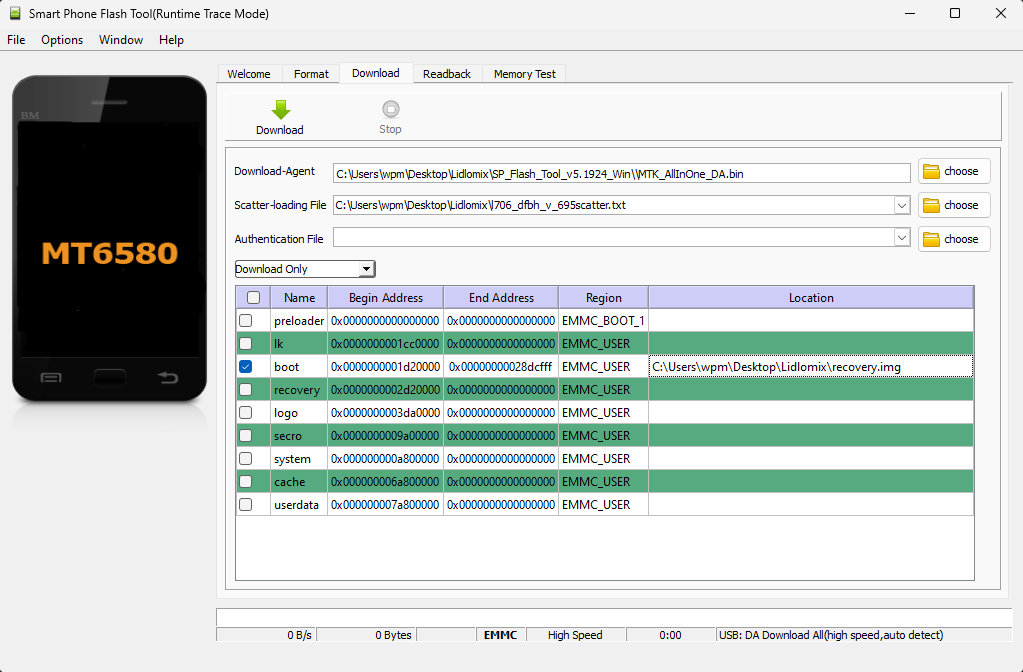 Smart Phone Flash Tool(Runtime Trace Mode)
File Options Window Help
Welcome Format Download Readback Memory Test
BM
MT6580
Download Stop
Download-Agent C:\Users\wpm\Desktop\Lidlomix\SP_Flash_Tool_v5.1924_Win\\MTK_AllInOne_DA.bin choose
Scatter-loading File C:\Users\wpm\Desktop\Lidlomix\J706_dfbh_v_695scatter.txt choose
Authentication File choose
Download Only
Name Begin Address End Address Region Location
preloader 0x0000000000000000 0x0000000000000000 EMMC_BOOT_1
lk 0x0000000001cc0000 0x0000000000000000 EMMC_USER
boot 0x0000000001d20000 0x00000000028dcfff EMMC_USER C:\Users\wpm\Desktop\Lidlomix\recovery.img
recovery 0x0000000002d20000 0x0000000000000000 EMMC_USER
logo 0x0000000003da0000 0x0000000000000000 EMMC_USER
secro 0x0000000009a00000 0x0000000000000000 EMMC_USER
system 0x000000000a800000 0x0000000000000000 EMMC_USER
cache 0x000000006a800000 0x0000000000000000 EMMC_USER
userdata 0x000000007a800000 0x0000000000000000 EMMC_USER
0 B/s 0 Bytes EMMC High Speed 0:00 USB: DA Download All(high speed,auto detect)